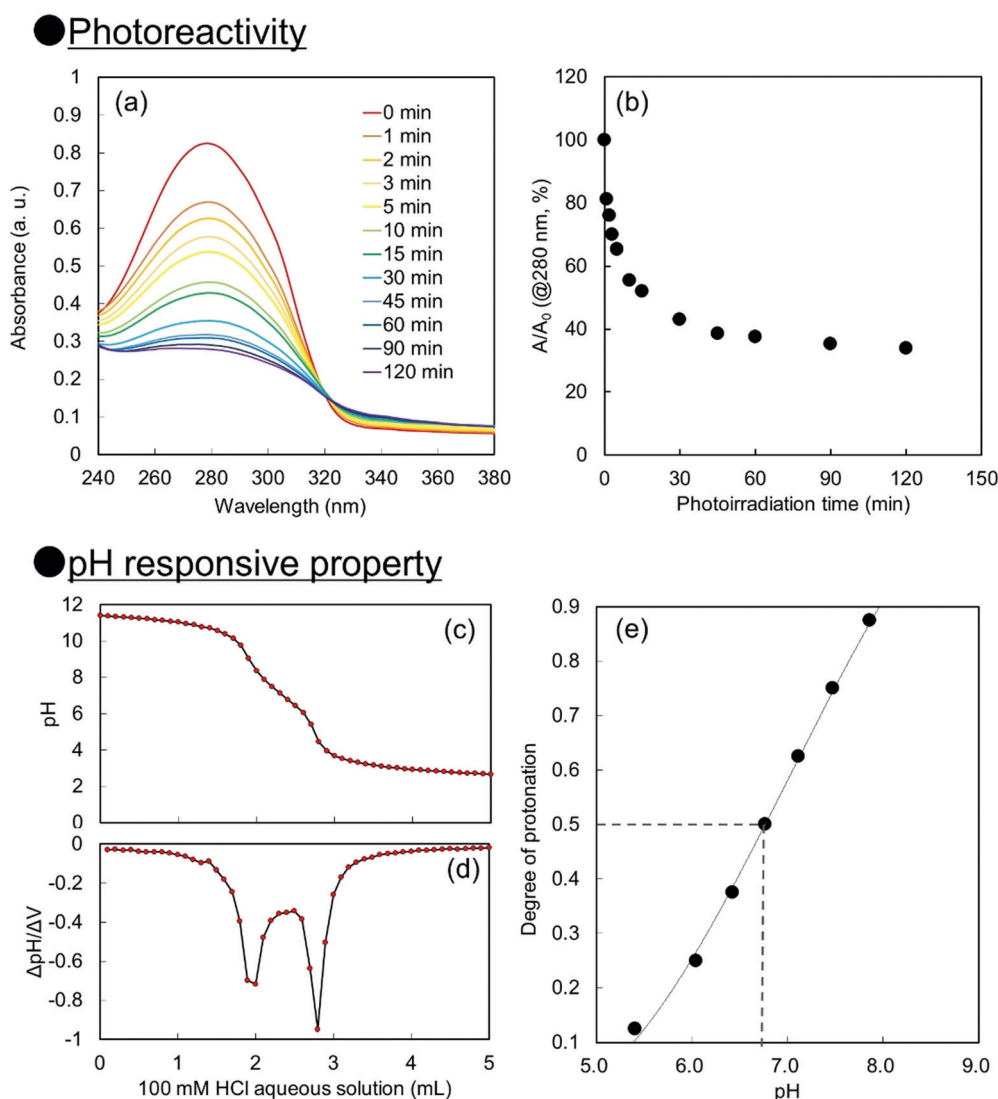 ●Photoreactivity
(a)
1
0.9
0.8
0.7
0.6
0.5
0.4
0.3
0.2
0.1
0
Absorbance (a. u.)
240 260 280 300 320 340 360 380
Wavelength (nm)
0 min
1 min
2 min
3 min
5 min
10 min
15 min
30 min
45 min
60 min
90 min
120 min
(b)
120
100
80
60
40
20
0
A/A₀ (@280 nm, %)
0 30 60 90 120 150
Photoirradiation time (min)
●pH responsive property
(c)
12
10
8
6
4
2
0
pH
(d)
0
-0.2
-0.4
-0.6
-0.8
-1
ΔpH/ΔV
0 1 2 3 4 5
100 mM HCl aqueous solution (mL)
(e)
0.9
0.8
0.7
0.6
0.5
0.4
0.3
0.2
0.1
Degree of protonation
5.0 6.0 7.0 8.0 9.0
pH